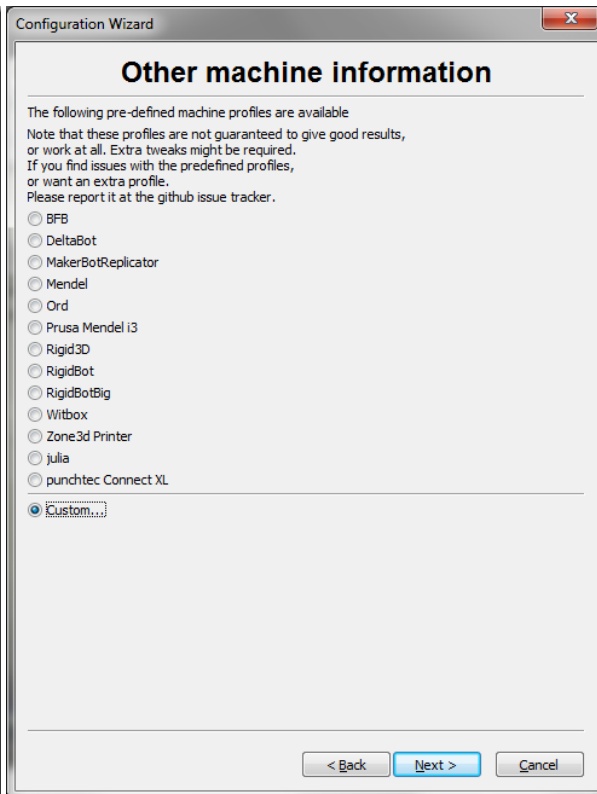 Configuration Wizard
Other machine information
The following pre-defined machine profiles are available
Note that these profiles are not guaranteed to give good results,
or work at all. Extra tweaks might be required.
If you find issues with the predefined profiles,
or want an extra profile.
Please report it at the github issue tracker.
BFB
DeltaBot
MakerBotReplicator
Mendel
Ord
Prusa Mendel i3
Rigid3D
RigidBot
RigidBotBig
Witbox
Zone3d Printer
julia
punchtec Connect XL
Custom...
< Back Next > Cancel